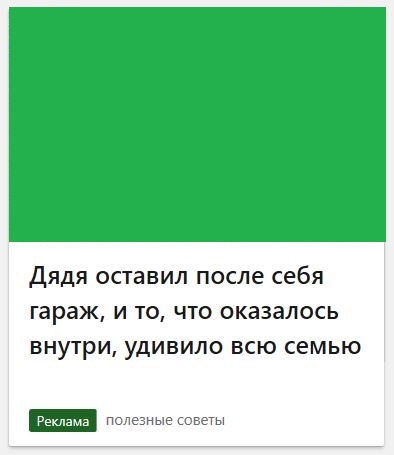 Дядя оставил после себя
гараж, и то, что оказалось
внутри, удивило всю семью
Реклама полезные советы